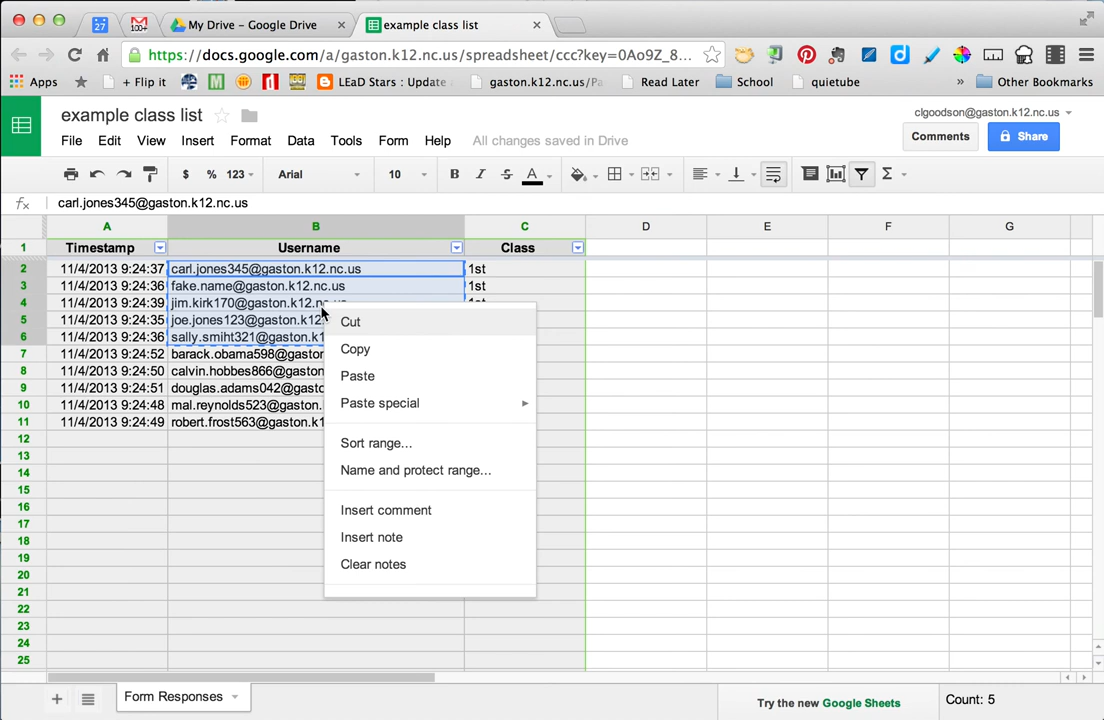 27
100+
My Drive – Google Drive
example class list
https://docs.google.com/a/gaston.k12.nc.us/spreadsheet/ccc?key=0Ao9Z_8...
Apps
+ Flip it
M
LEaD Stars : Update
gaston.k12.nc.us/Pa
Read Later
School
quietube
»
Other Bookmarks
example class list
clgoodson@gaston.k12.nc.us
File Edit View Insert Format Data Tools Form Help All changes saved in Drive
Comments
Share
$ % 123 Arial 10 B I S A Σ
fx carl.jones345@gaston.k12.nc.us
A B C D E F G
1 Timestamp Username Class
2 11/4/2013 9:24:37 carl.jones345@gaston.k12.nc.us 1st
3 11/4/2013 9:24:36 fake.name@gaston.k12.nc.us 1st
4 11/4/2013 9:24:39 jim.kirk170@gaston.k12.nc.us 1st
5 11/4/2013 9:24:35 joe.jones123@gaston.k12.
6 11/4/2013 9:24:36 sally.smiht321@gaston.k1
7 11/4/2013 9:24:52 barack.obama598@gaston
8 11/4/2013 9:24:50 calvin.hobbes866@gaston
9 11/4/2013 9:24:51 douglas.adams042@gasto
10 11/4/2013 9:24:48 mal.reynolds523@gaston.
11 11/4/2013 9:24:49 robert.frost563@gaston.k1
12
13
14
15
16
17
18
19
20
21
22
23
24
25
Cut
Copy
Paste
Paste special
Sort range...
Name and protect range...
Insert comment
Insert note
Clear notes
+
Form Responses
Try the new Google Sheets
Count: 5